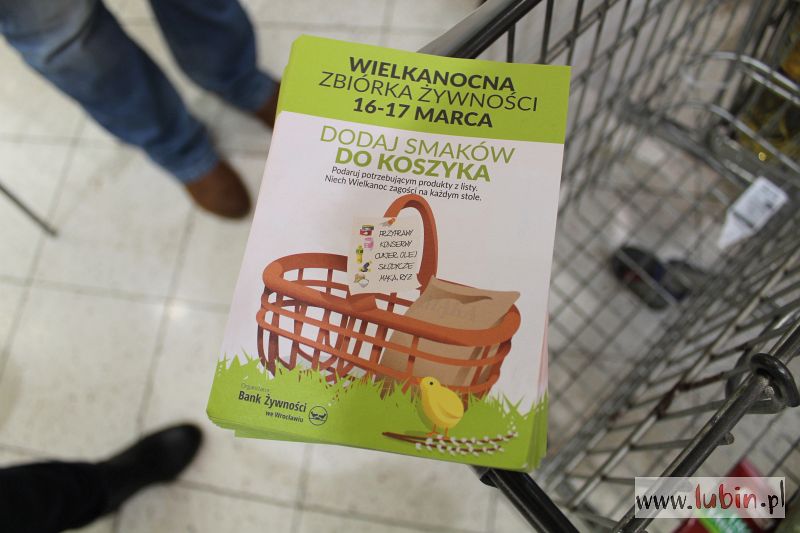 WIELKANOCNA
ZBIÓRKA ŻYWNOŚCI
16-17 MARCA
DODAJ SMAKÓW
DO KOSZYKA
Podaruj potrzebującym produkty z listy.
Niech Wielkanoc zagości na każdym stole.
PRZYPRAWY
KONSERWY
CUKIER OLEJ
SŁODYCZE
MĄKA, RYŻ
Organizator:
Bank Żywności
we Wrocławiu
www.lubin.pl